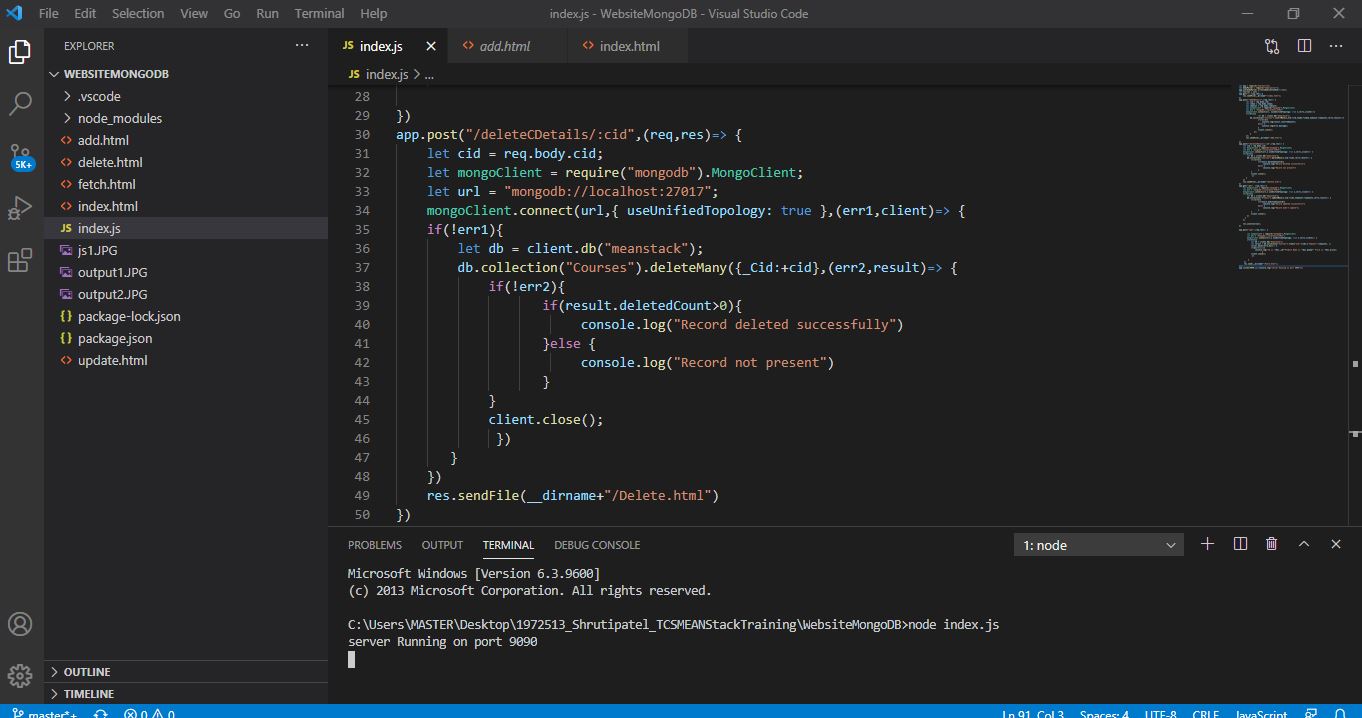 File Edit Selection View Go Run Terminal Help index.js - WebsiteMongoDB - Visual Studio Code
EXPLORER
WEBSITEMONGODB
.vscode
node_modules
add.html
delete.html
fetch.html
index.html
index.js
js1.JPG
output1.JPG
output2.JPG
package-lock.json
package.json
update.html
OUTLINE
TIMELINE
5K+
JS index.js add.html index.html
JS index.js > ...
28
29 })
30 app.post("/deleteCDetails/:cid",(req,res)=> {
31 let cid = req.body.cid;
32 let mongoClient = require("mongodb").MongoClient;
33 let url = "mongodb://localhost:27017";
34 mongoClient.connect(url,{ useUnifiedTopology: true },(err1,client)=> {
35 if(!err1){
36 let db = client.db("meanstack");
37 db.collection("Courses").deleteMany({_Cid:+cid},(err2,result)=> {
38 if(!err2){
39 if(result.deletedCount>0){
40 console.log("Record deleted successfully")
41 }else {
42 console.log("Record not present")
43 }
44 }
45 client.close();
46 })
47 }
48 })
49 res.sendFile(__dirname+"/Delete.html")
50 })
PROBLEMS OUTPUT TERMINAL DEBUG CONSOLE 1: node
Microsoft Windows [Version 6.3.9600]
(c) 2013 Microsoft Corporation. All rights reserved.
C:\Users\MASTER\Desktop\1972513_Shrutipatel_TCSMEANStackTraining\WebsiteMongoDB>node index.js
server Running on port 9090
master*+ 0 0 Ln 91, Col 3 Spaces: 4 UTF-8 CRLF JavaScript